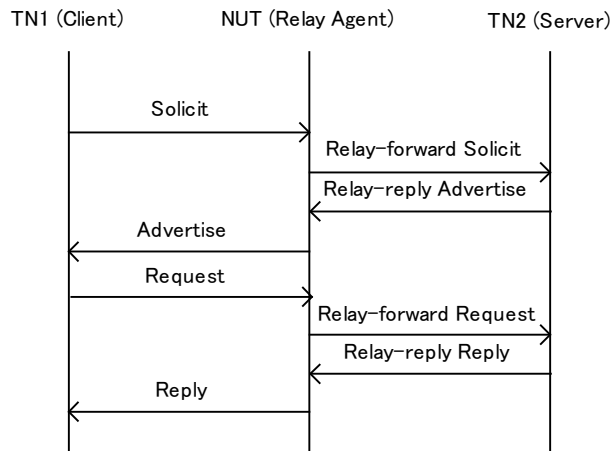 TN1 (Client) NUT (Relay Agent) TN2 (Server)
Solicit
Relay-forward Solicit
Relay-reply Advertise
Advertise
Request
Relay-forward Request
Relay-reply Reply
Reply